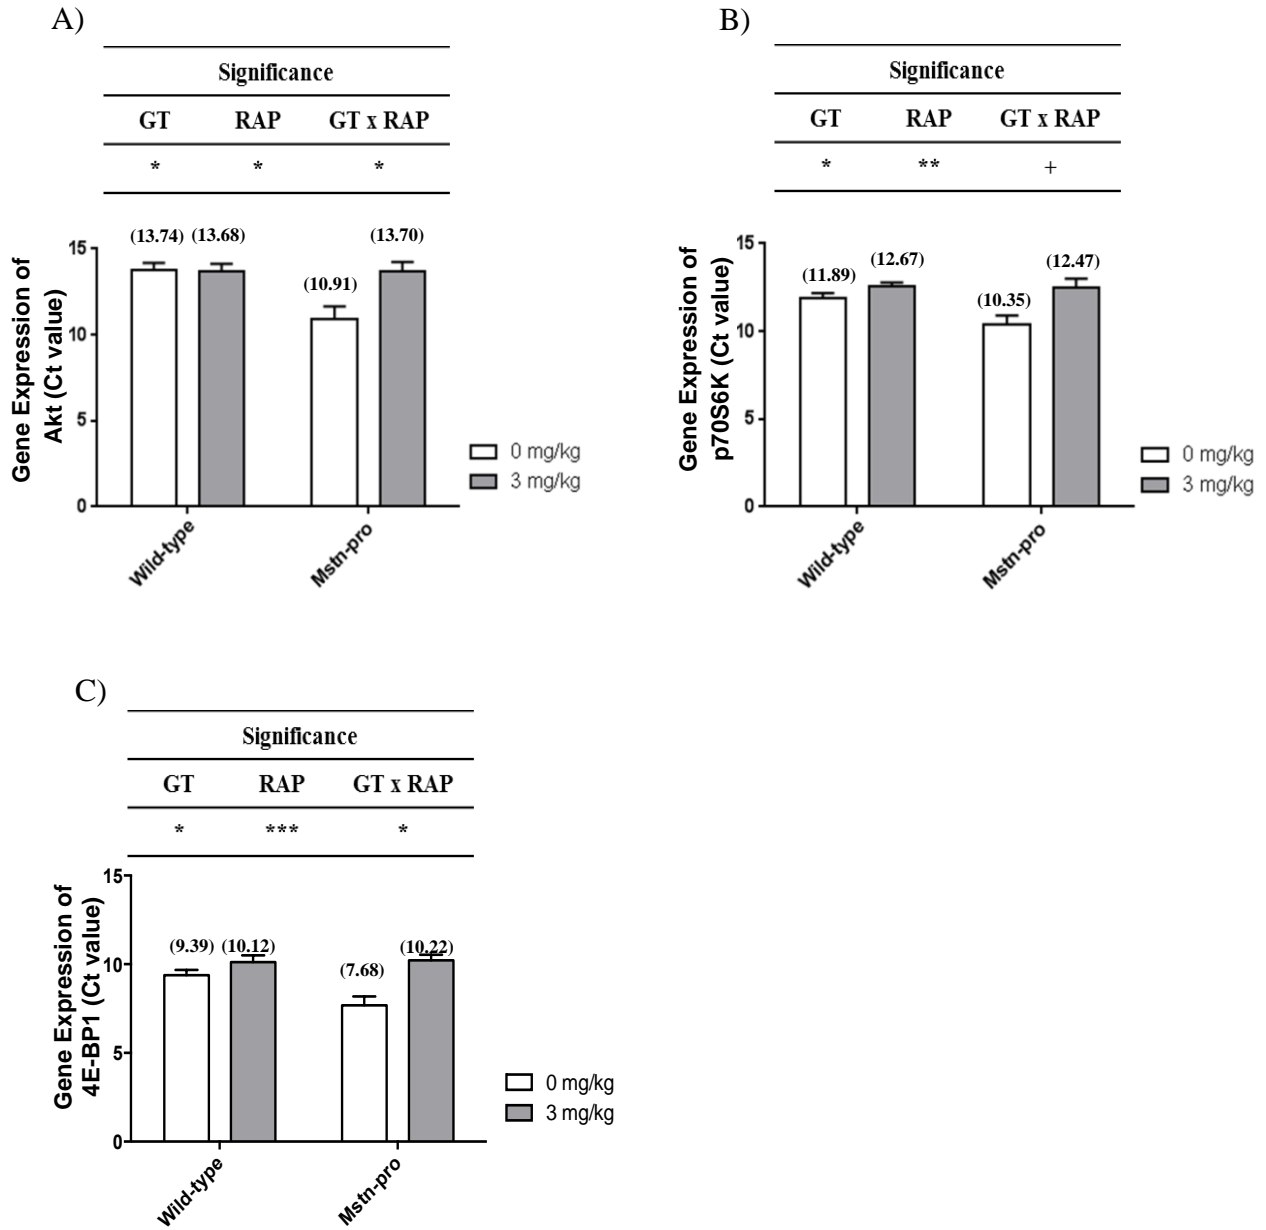 A)
Significance
GT RAP GT x RAP
* * *
(13.74) (13.68) (10.91) (13.70)
Gene Expression of
Akt (Ct value)
15
10
5
0
Wild-type
Mstn-pro
0 mg/kg
3 mg/kg
B)
Significance
GT RAP GT x RAP
* ** +
(11.89) (12.67) (10.35) (12.47)
Gene Expression of
p70S6K (Ct value)
15
10
5
0
Wild-type
Mstn-pro
0 mg/kg
3 mg/kg
C)
Significance
GT RAP GT x RAP
* *** *
(9.39) (10.12) (7.68) (10.22)
Gene Expression of
4E-BP1 (Ct value)
15
10
5
0
Wild-type
Mstn-pro
0 mg/kg
3 mg/kg